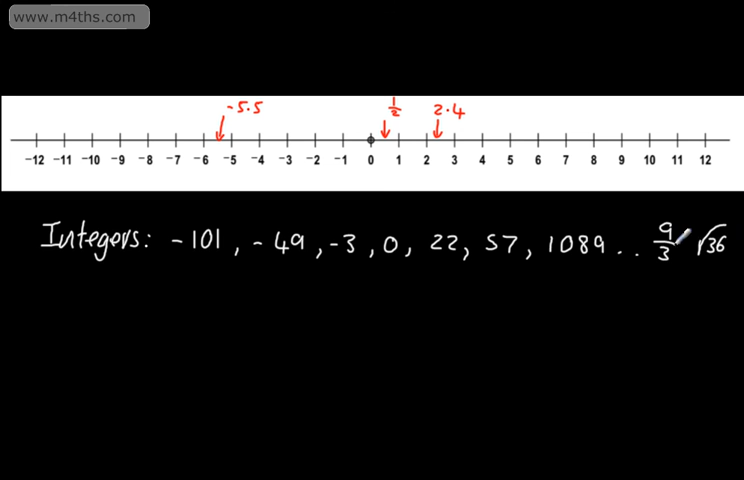 www.m4ths.com
-5.5 1/2 2.4
-12 -11 -10 -9 -8 -7 -6 -5 -4 -3 -2 -1 0 1 2 3 4 5 6 7 8 9 10 11 12
Integers: -101, -49, -3, 0, 22, 57, 1089.. 9/3 √36